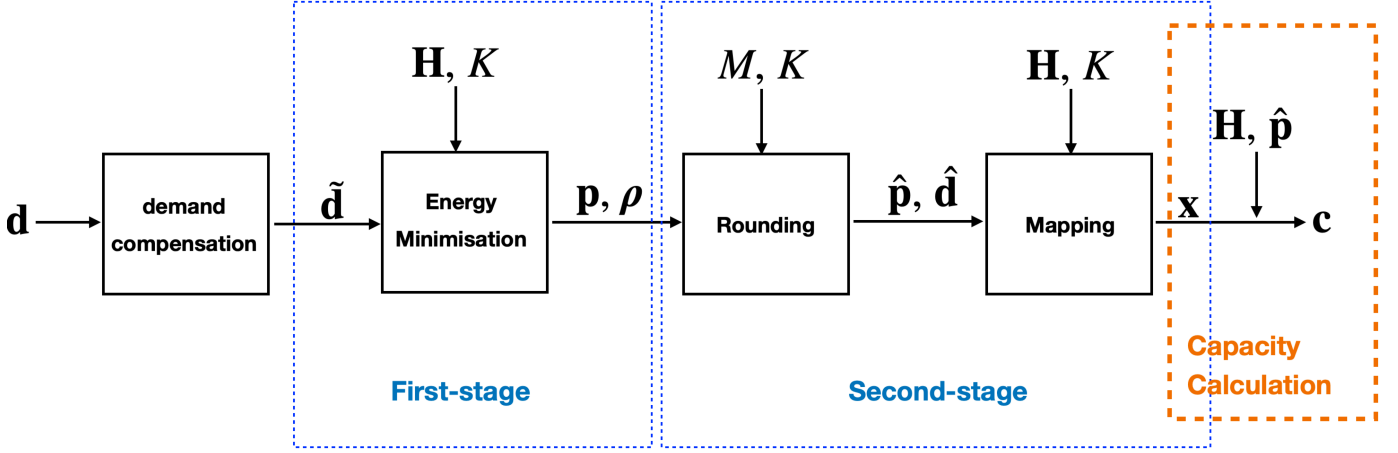 H, K
M, K
H, K
H, p̂
d
demand
compensation
d̃
Energy
Minimisation
p, ρ
Rounding
p̂, d̂
Mapping
x
c
First-stage
Second-stage
Capacity
Calculation